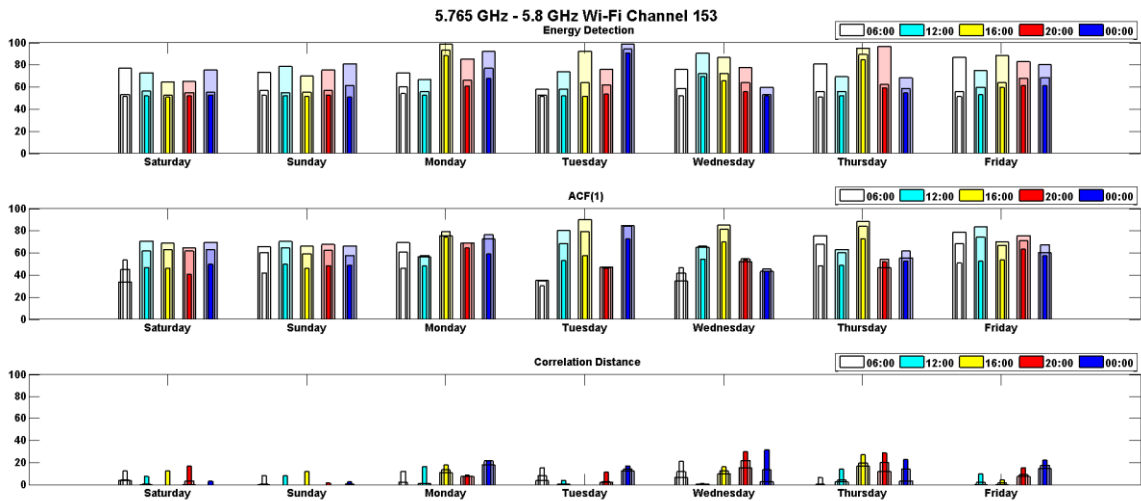 5.765 GHz - 5.8 GHz Wi-Fi Channel 153
Energy Detection
06:00 12:00 16:00 20:00 00:00
100
80
60
40
20
0
Saturday Sunday Monday Tuesday Wednesday Thursday Friday
ACF(1)
06:00 12:00 16:00 20:00 00:00
100
80
60
40
20
0
Saturday Sunday Monday Tuesday Wednesday Thursday Friday
Correlation Distance
06:00 12:00 16:00 20:00 00:00
100
80
60
40
20
0
Saturday Sunday Monday Tuesday Wednesday Thursday Friday